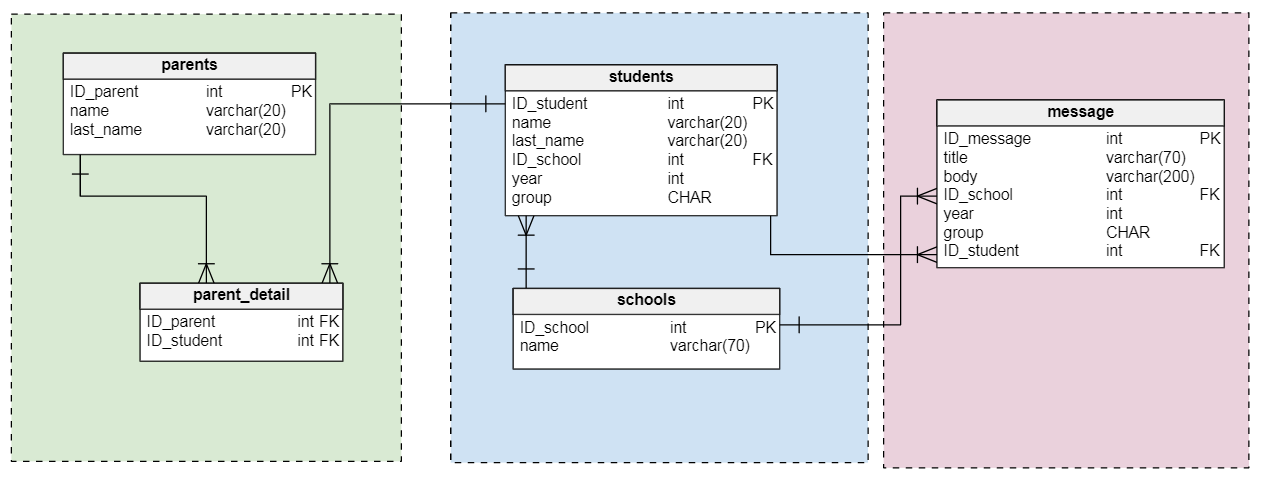 parents
ID_parent int PK
name varchar(20)
last_name varchar(20)
parent_detail
ID_parent int FK
ID_student int FK
students
ID_student int PK
name varchar(20)
last_name varchar(20)
ID_school int FK
year int
group CHAR
schools
ID_school int PK
name varchar(70)
message
ID_message int PK
title varchar(70)
body varchar(200)
ID_school int FK
year int
group CHAR
ID_student int FK